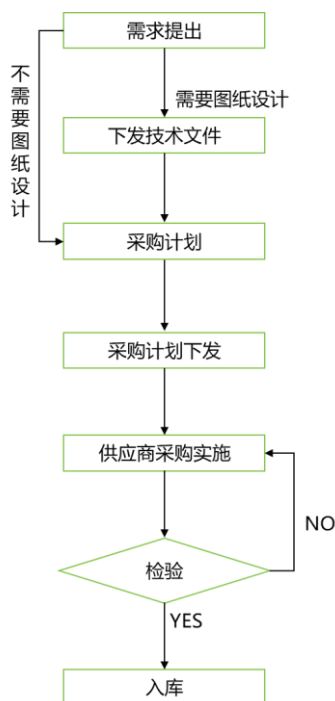 需求提出
不需要图纸设计
需要图纸设计
下发技术文件
采购计划
采购计划下发
供应商采购实施
NO
检验
YES
入库